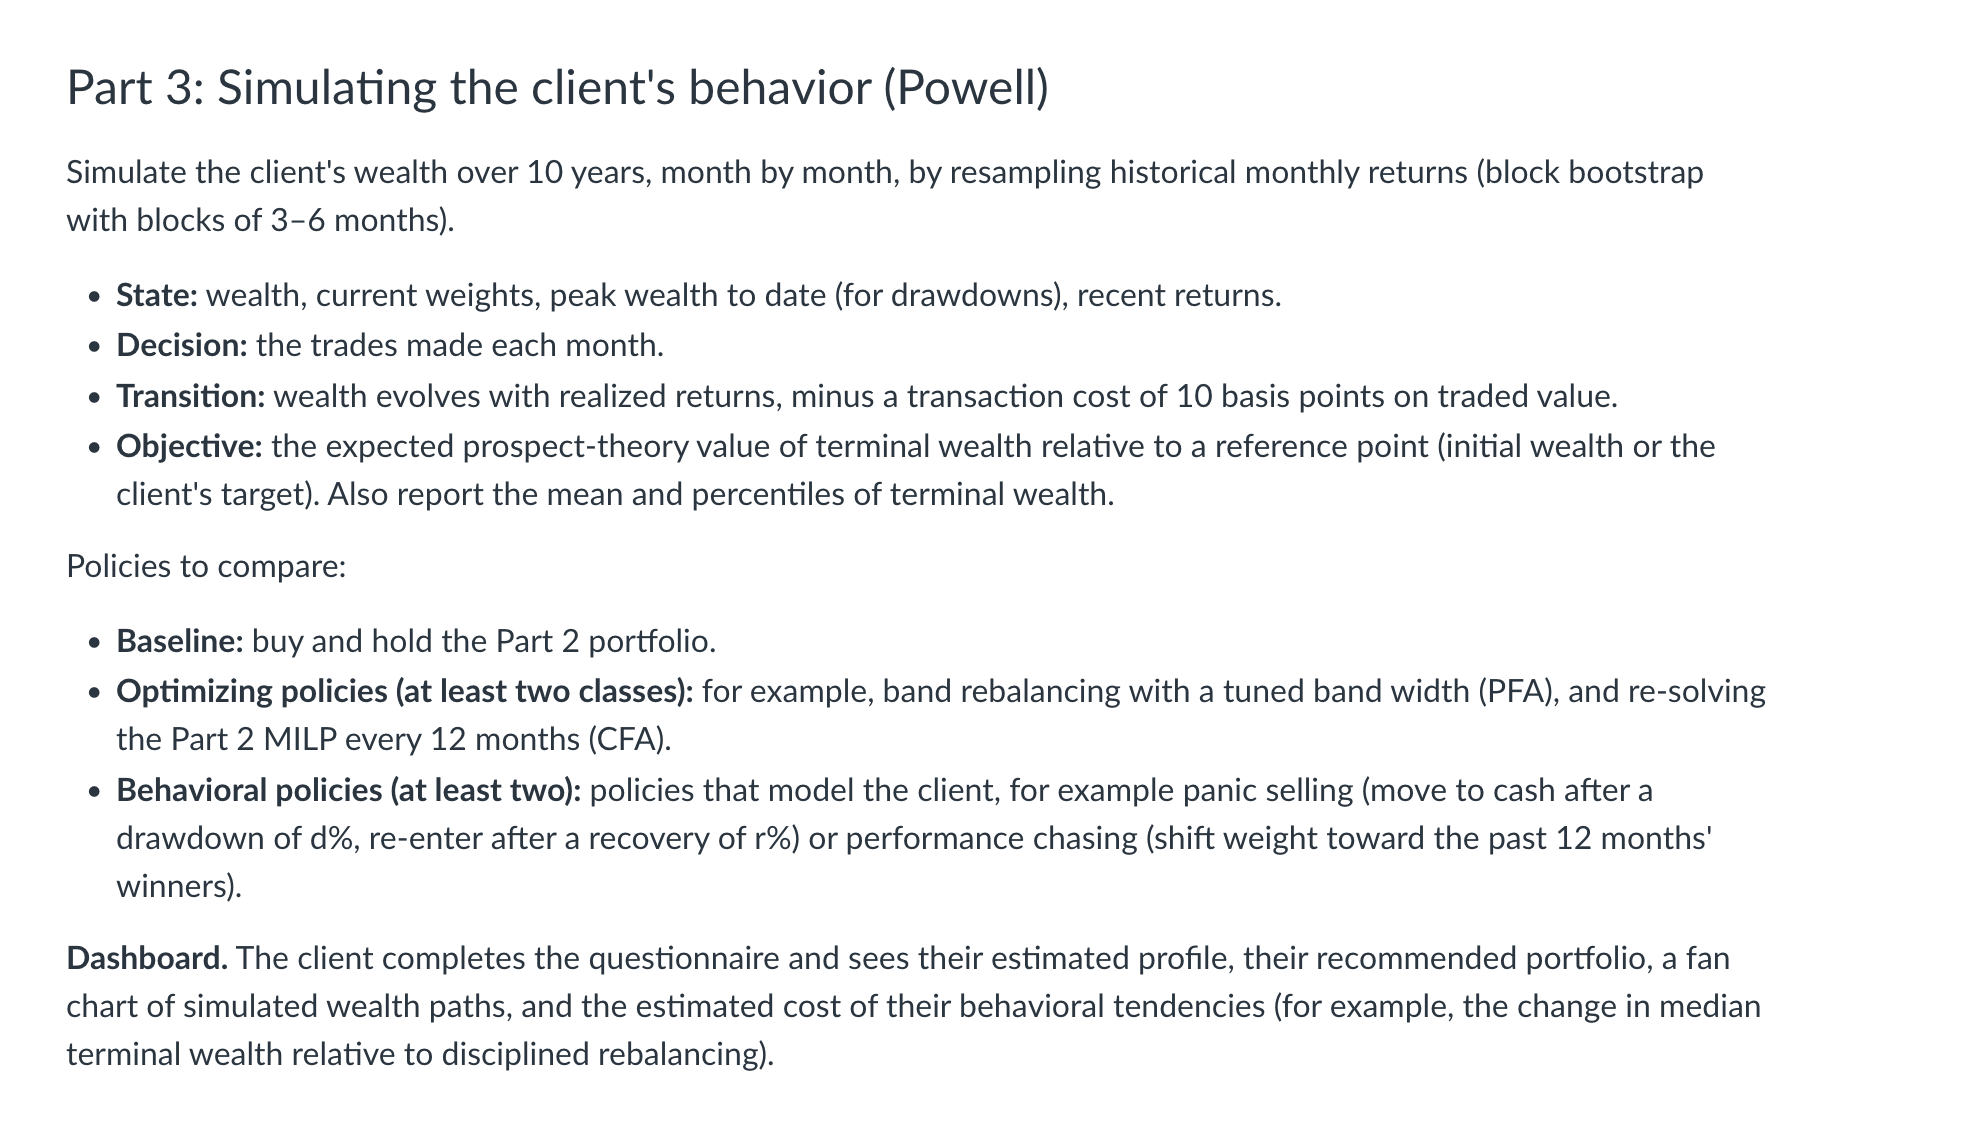 Part 3: Simulating the client's behavior (Powell)
Simulate the client's wealth over 10 years, month by month, by resampling historical monthly returns (block bootstrap
with blocks of 3–6 months).
• State: wealth, current weights, peak wealth to date (for drawdowns), recent returns.
• Decision: the trades made each month.
• Transition: wealth evolves with realized returns, minus a transaction cost of 10 basis points on traded value.
• Objective: the expected prospect-theory value of terminal wealth relative to a reference point (initial wealth or the
client's target). Also report the mean and percentiles of terminal wealth.
Policies to compare:
• Baseline: buy and hold the Part 2 portfolio.
• Optimizing policies (at least two classes): for example, band rebalancing with a tuned band width (PFA), and re-solving
the Part 2 MILP every 12 months (CFA).
• Behavioral policies (at least two): policies that model the client, for example panic selling (move to cash after a
drawdown of d%, re-enter after a recovery of r%) or performance chasing (shift weight toward the past 12 months'
winners).
Dashboard. The client completes the questionnaire and sees their estimated profile, their recommended portfolio, a fan
chart of simulated wealth paths, and the estimated cost of their behavioral tendencies (for example, the change in median
terminal wealth relative to disciplined rebalancing).